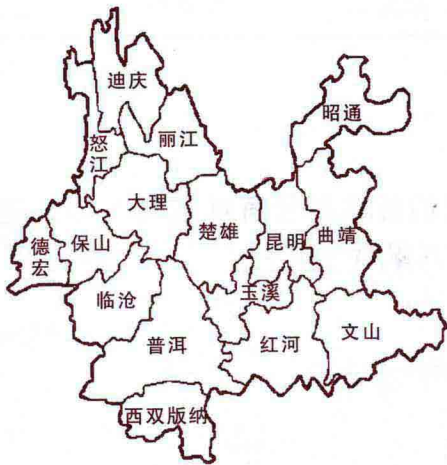 迪庆
昭通
丽江
怒江
大理
楚雄
昆明
曲靖
保山
德宏
临沧
玉溪
普洱
红河
文山
西双版纳